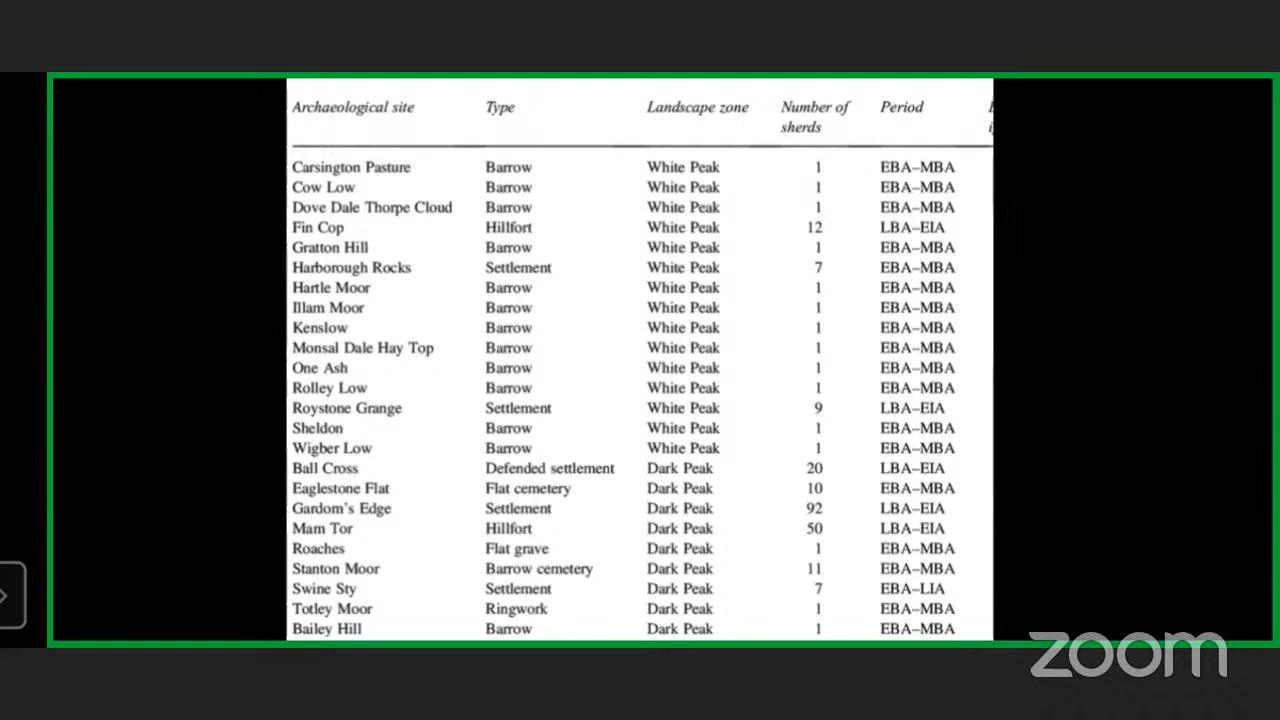 Archaeological site Type Landscape zone Number of sherds Period
Carsington Pasture Barrow White Peak 1 EBA–MBA
Cow Low Barrow White Peak 1 EBA–MBA
Dove Dale Thorpe Cloud Barrow White Peak 1 EBA–MBA
Fin Cop Hillfort White Peak 12 LBA–EIA
Gratton Hill Barrow White Peak 1 EBA–MBA
Harborough Rocks Settlement White Peak 7 EBA–MBA
Hartle Moor Barrow White Peak 1 EBA–MBA
Illam Moor Barrow White Peak 1 EBA–MBA
Kenslow Barrow White Peak 1 EBA–MBA
Monsal Dale Hay Top Barrow White Peak 1 EBA–MBA
One Ash Barrow White Peak 1 EBA–MBA
Rolley Low Barrow White Peak 1 EBA–MBA
Roystone Grange Settlement White Peak 9 LBA–EIA
Sheldon Barrow White Peak 1 EBA–MBA
Wigber Low Barrow White Peak 1 EBA–MBA
Ball Cross Defended settlement Dark Peak 20 LBA–EIA
Eaglestone Flat Flat cemetery Dark Peak 10 EBA–MBA
Gardom's Edge Settlement Dark Peak 92 LBA–EIA
Mam Tor Hillfort Dark Peak 50 LBA–EIA
Roaches Flat grave Dark Peak 1 EBA–MBA
Stanton Moor Barrow cemetery Dark Peak 11 EBA–MBA
Swine Sty Settlement Dark Peak 7 EBA–LIA
Totley Moor Ringwork Dark Peak 1 EBA–MBA
Bailey Hill Barrow Dark Peak 1 EBA–MBA
zoom